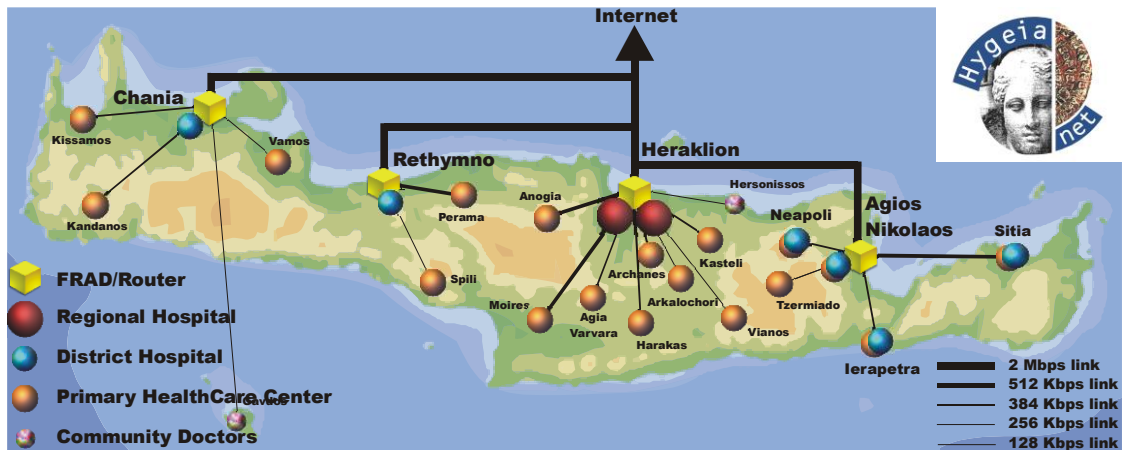 Internet
Hygeia
net
Chania
Kissamos
Vamos
Rethymno
Heraklion
Hersonissos
Anogia
Perama
Kandanos
Agios
Nikolaos
Neapoli
Sitia
Kasteli
Archanes
Arkalochori
Spili
Moires
Agia
Varvara
Harakas
Vianos
Tzermiado
Ierapetra
Gavdos
FRAD/Router
Regional Hospital
District Hospital
Primary HealthCare Center
Community Doctors
2 Mbps link
512 Kbps link
384 Kbps link
256 Kbps link
128 Kbps link